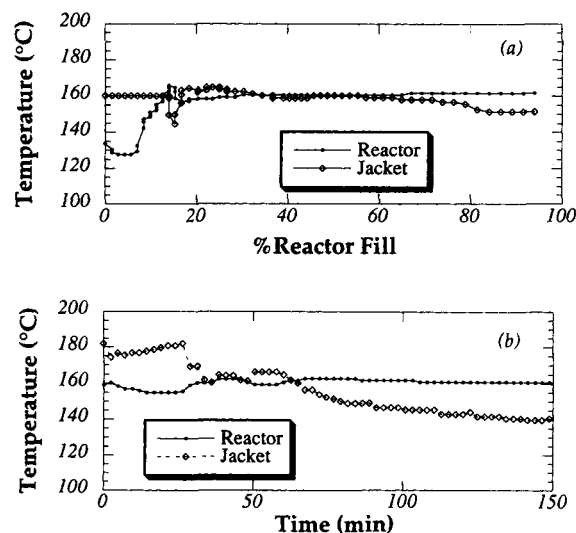 200
(a)
180
160
140
120
100
Temperature (°C)
Reactor
Jacket
0 20 40 60 80 100
%Reactor Fill
200
(b)
180
160
140
120
100
Temperature (°C)
Reactor
Jacket
0 50 100 150
Time (min)